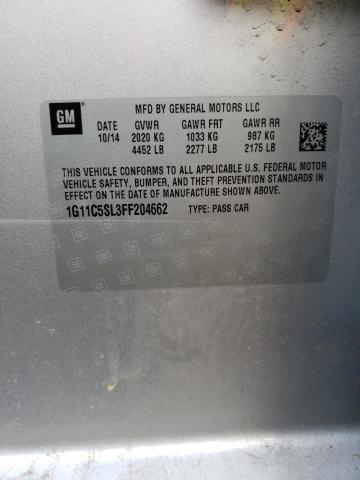 GM
MFD BY GENERAL MOTORS LLC
DATE GVWR GAWR FRT GAWR RR
10/14 2020 KG 1033 KG 987 KG
4452 LB 2277 LB 2175 LB
THIS VEHICLE CONFORMS TO ALL APPLICABLE U.S. FEDERAL MOTOR
VEHICLE SAFETY, BUMPER, AND THEFT PREVENTION STANDARDS IN
EFFECT ON THE DATE OF MANUFACTURE SHOWN ABOVE.
1G11C5SL3FF204662 TYPE: PASS CAR